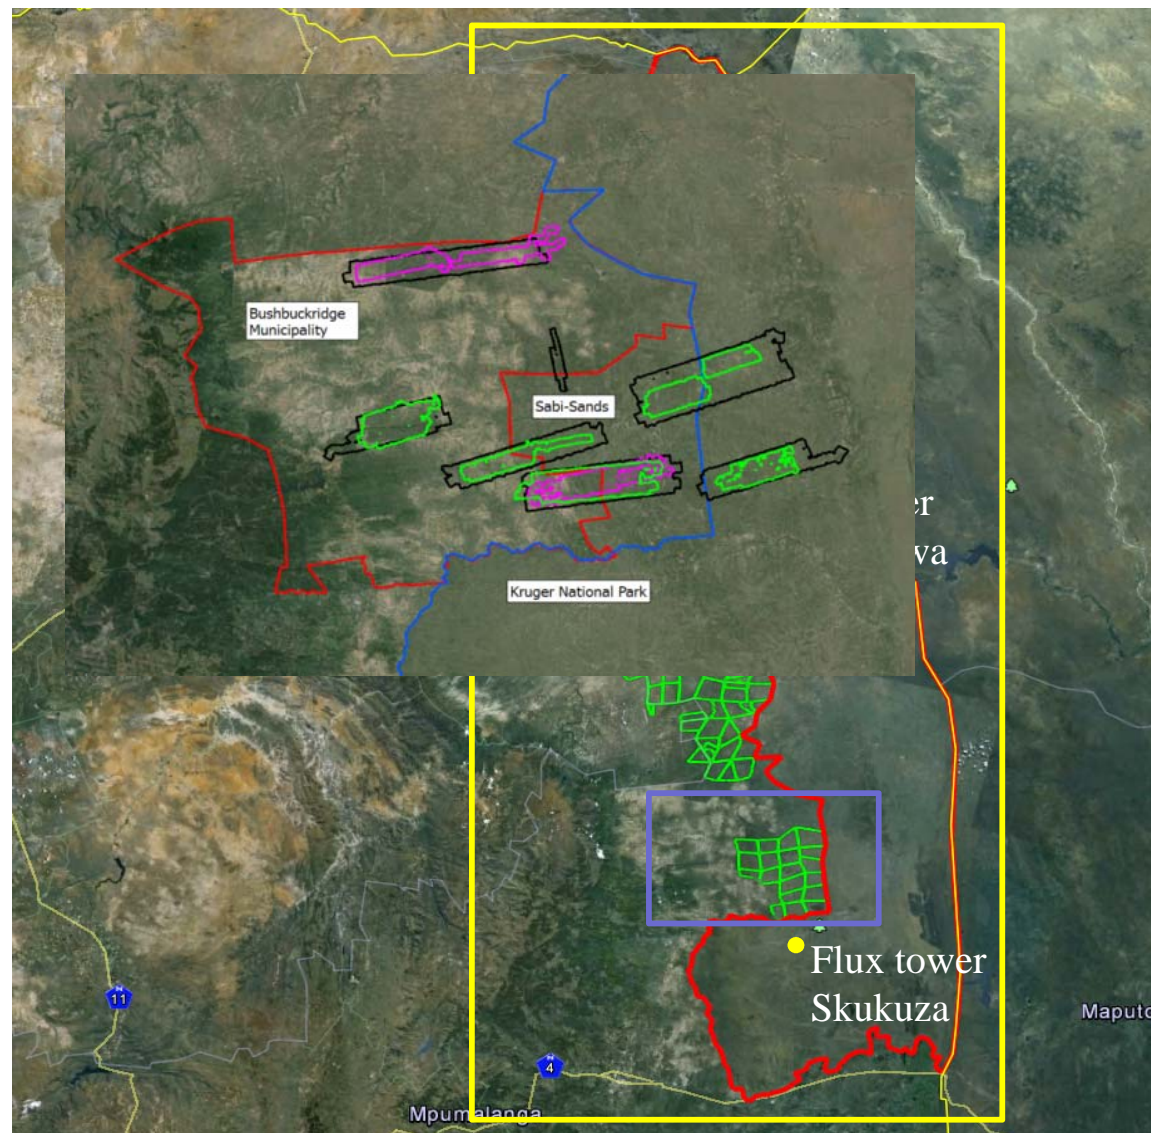 Bushbuckridge
Municipality
Sabi-Sands
Kruger National Park
Flux tower
Skukuza
N
11
N
4
Maputo
Mpumalanga